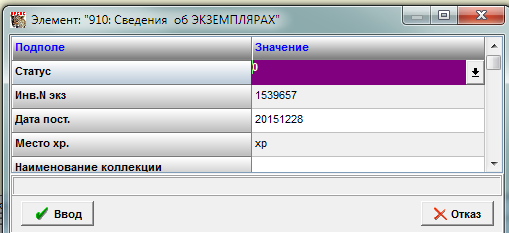 Элемент: "910: Сведения об ЭКЗЕМПЛЯРАХ"
Подполе Значение
Статус 0
Инв.N экз 1539657
Дата пост. 20151228
Место хр. хр
Наименование коллекции
Ввод Отказ